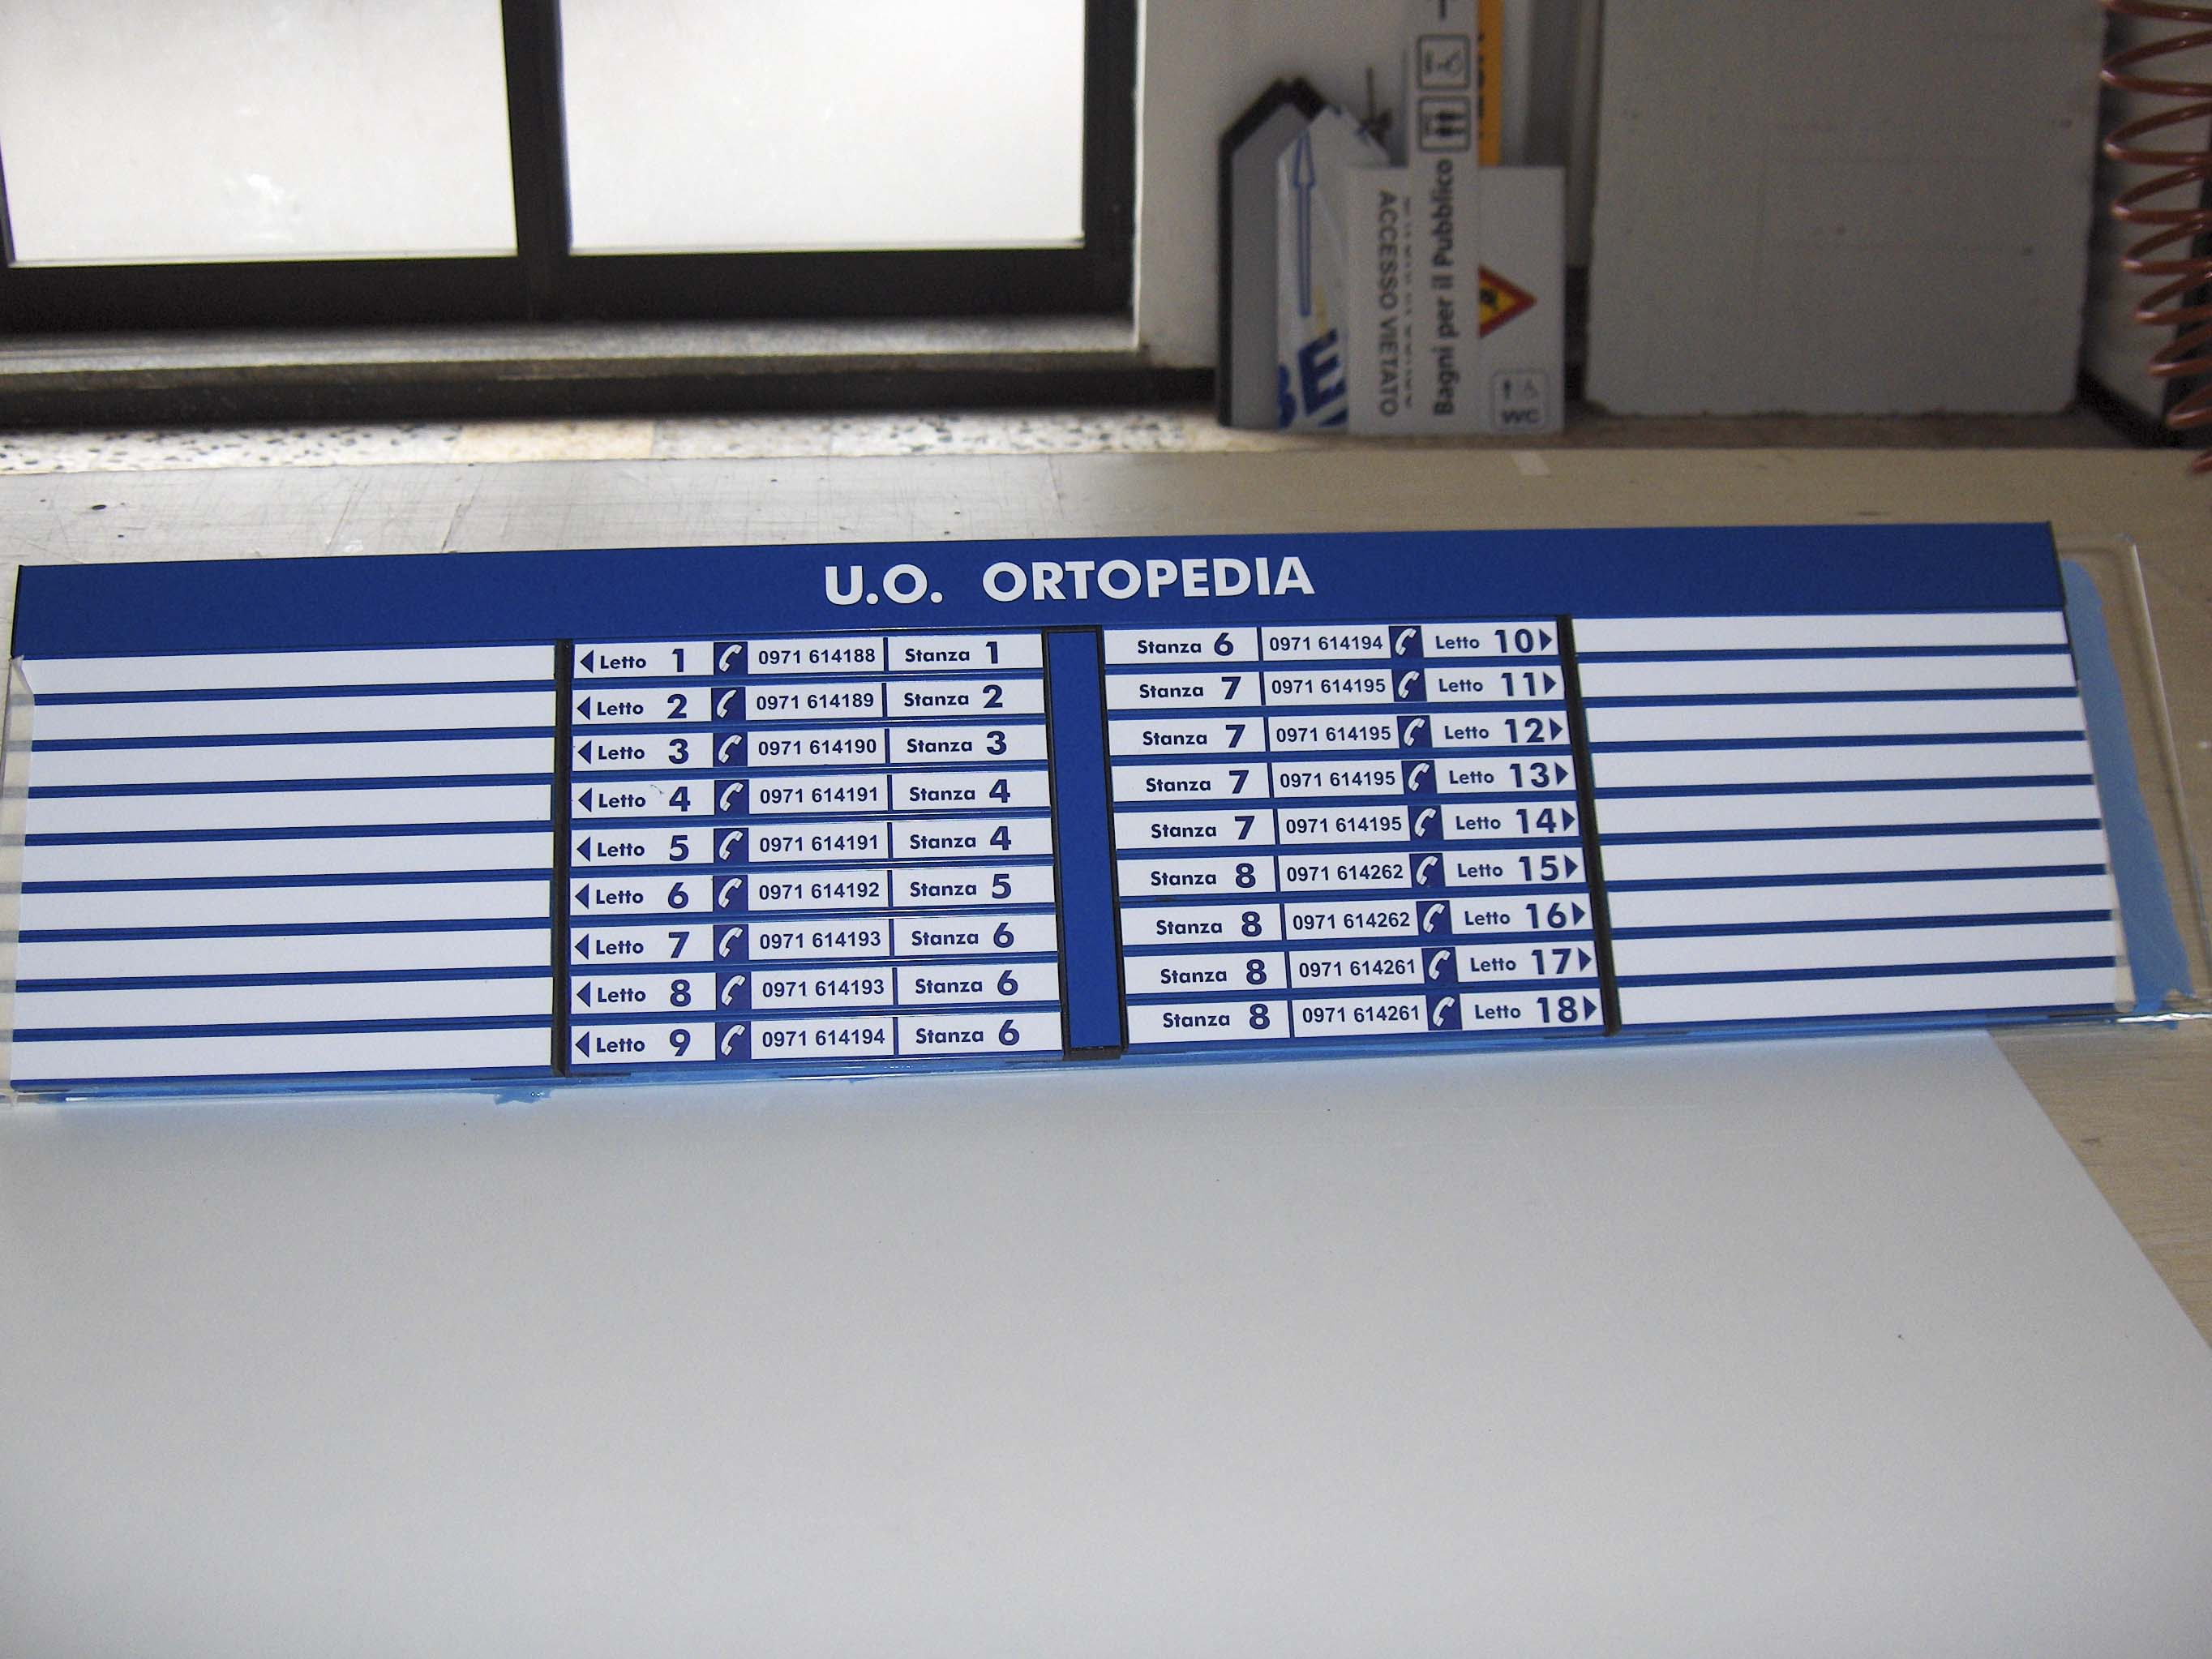 Bagni per il Pubblico
ACCESSO VIETATO
WC
U.O. ORTOPEDIA
Letto 1 0971 614188 Stanza 1
Letto 2 0971 614189 Stanza 2
Letto 3 0971 614190 Stanza 3
Letto 4 0971 614191 Stanza 4
Letto 5 0971 614191 Stanza 4
Letto 6 0971 614192 Stanza 5
Letto 7 0971 614193 Stanza 6
Letto 8 0971 614193 Stanza 6
Letto 9 0971 614194 Stanza 6
Stanza 6 0971 614194 Letto 10
Stanza 7 0971 614195 Letto 11
Stanza 7 0971 614195 Letto 12
Stanza 7 0971 614195 Letto 13
Stanza 7 0971 614195 Letto 14
Stanza 8 0971 614262 Letto 15
Stanza 8 0971 614262 Letto 16
Stanza 8 0971 614261 Letto 17
Stanza 8 0971 614261 Letto 18